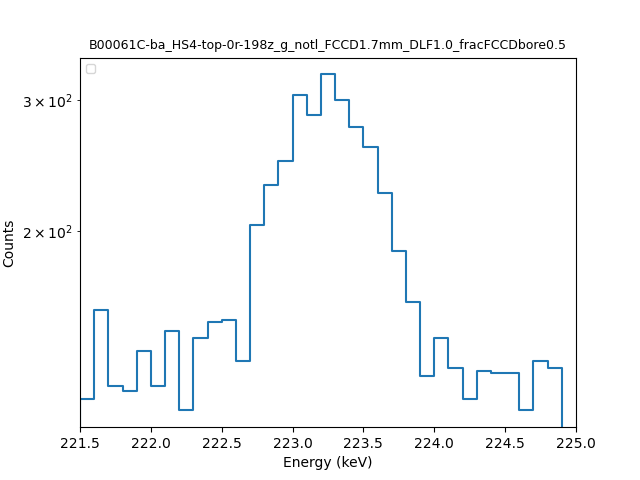 B00061C-ba_HS4-top-0r-198z_g_notl_FCCD1.7mm_DLF1.0_fracFCCDbore0.5
3 × 10²
2 × 10²
Counts
221.5 222.0 222.5 223.0 223.5 224.0 224.5 225.0
Energy (keV)